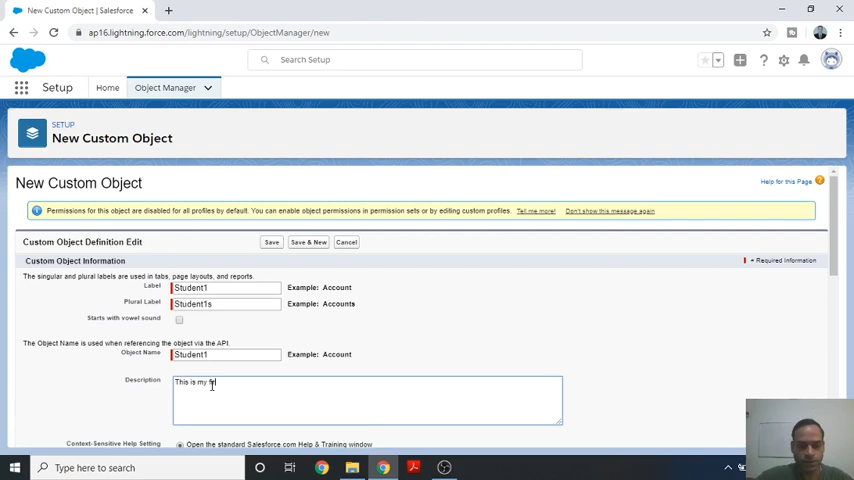 New Custom Object | Salesforce
ap16.lightning.force.com/lightning/setup/ObjectManager/new
Search Setup
Setup
Home
Object Manager
SETUP
New Custom Object
New Custom Object
Help for this Page
Permissions for this object are disabled for all profiles by default. You can enable object permissions in permission sets or by editing custom profiles. Tell me more! Don't show this message again
Custom Object Definition Edit
Save
Save & New
Cancel
Custom Object Information
= Required Information
The singular and plural labels are used in tabs, page layouts, and reports.
Label
Student1
Example: Account
Plural Label
Student1s
Example: Accounts
Starts with vowel sound
The Object Name is used when referencing the object via the API.
Object Name
Student1
Example: Account
Description
This is my
Context-Sensitive Help Setting
Open the standard Salesforce.com Help & Training window
Type here to search